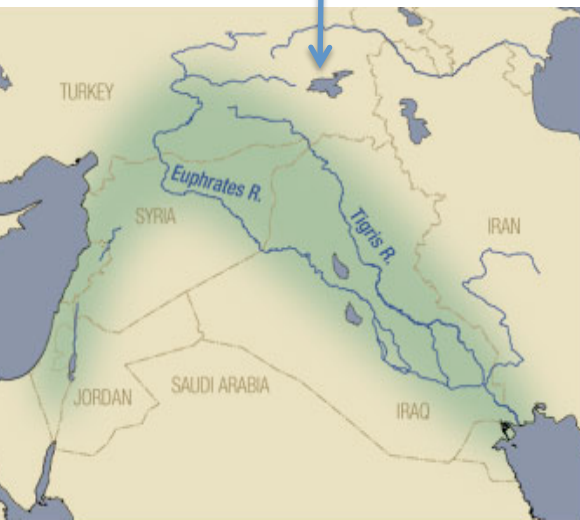 TURKEY
Euphrates R.
SYRIA
Tigris R.
IRAN
JORDAN
SAUDI ARABIA
IRAQ